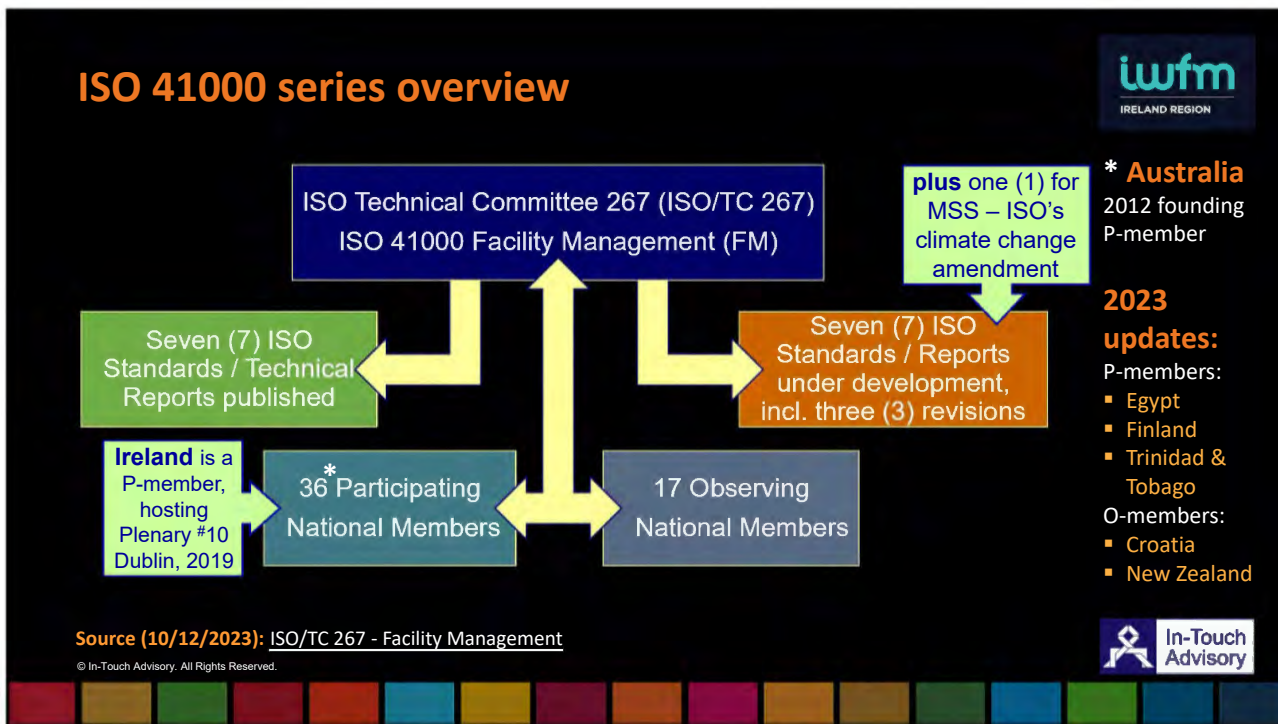 ISO 41000 series overview
iwfm
IRELAND REGION
ISO Technical Committee 267 (ISO/TC 267)
ISO 41000 Facility Management (FM)
plus one (1) for
MSS – ISO's
climate change
amendment
Seven (7) ISO
Standards / Technical
Reports published
Seven (7) ISO
Standards / Reports
under development,
incl. three (3) revisions
Ireland is a
P-member,
hosting
Plenary #10
Dublin, 2019
36* Participating
National Members
17 Observing
National Members
* Australia
2012 founding
P-member
2023
updates:
P-members:
▪ Egypt
▪ Finland
▪ Trinidad &
Tobago
O-members:
▪ Croatia
▪ New Zealand
Source (10/12/2023): ISO/TC 267 - Facility Management
© In-Touch Advisory. All Rights Reserved.
In-Touch
Advisory